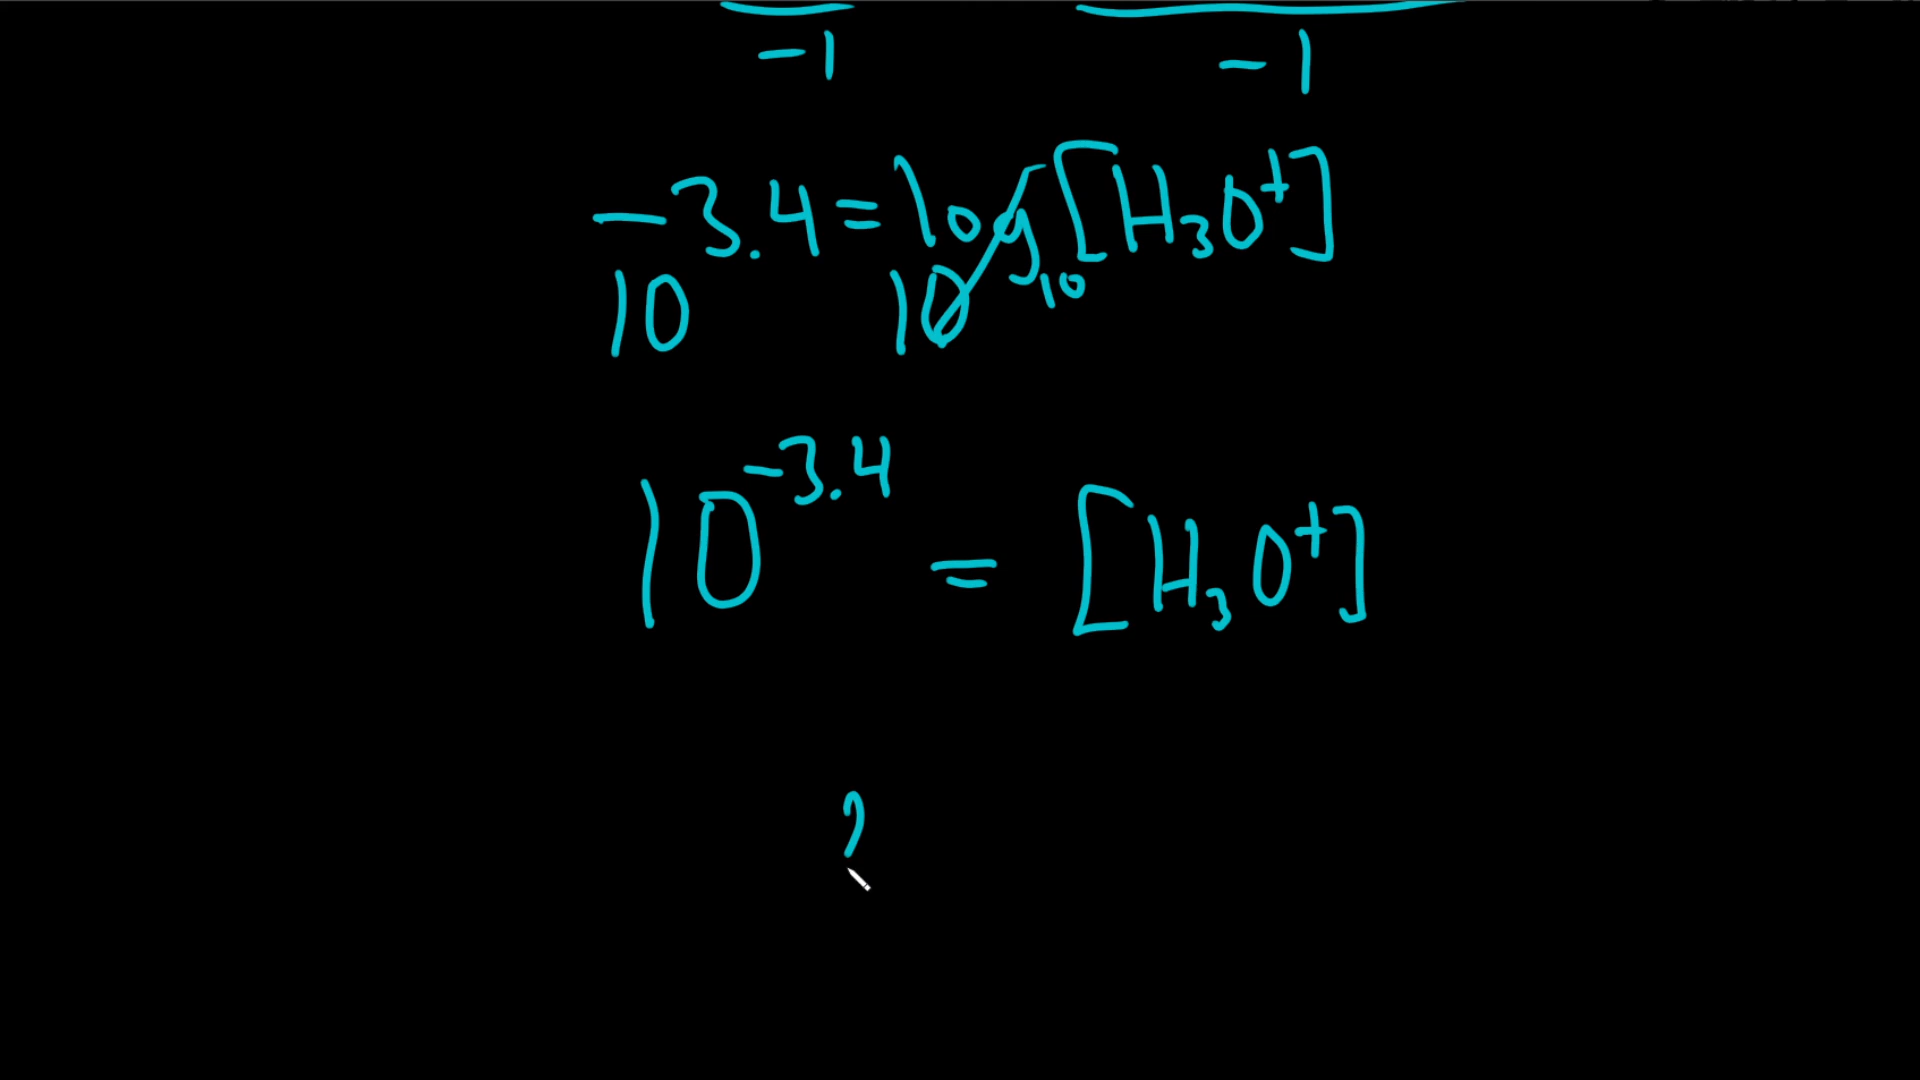 -1 -1
-3.4 = log₁₀[H₃O⁺]
10 10
10⁻³·⁴ = [H₃O⁺]